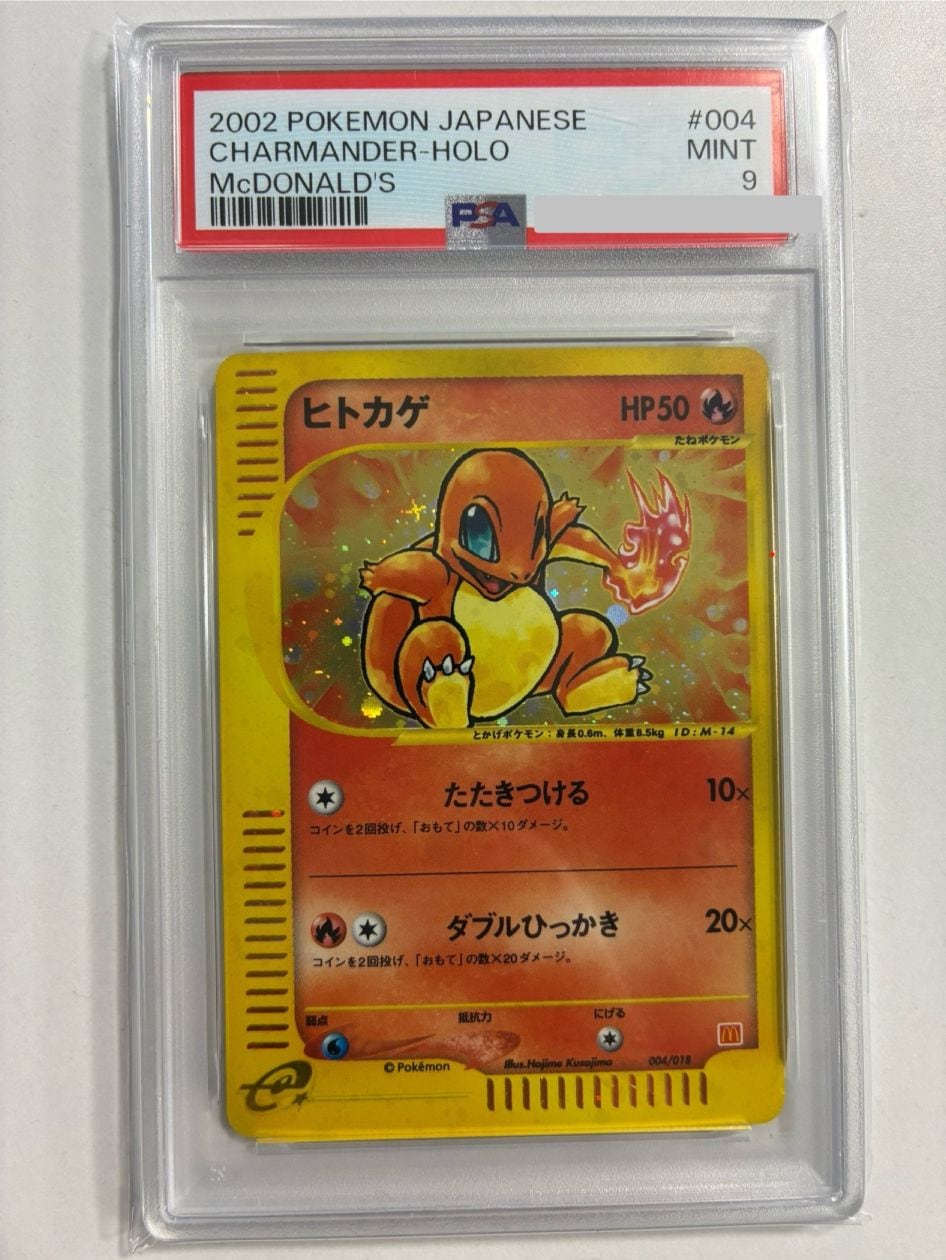 2002 POKEMON JAPANESE #004
CHARMANDER-HOLO MINT
McDONALD'S 9
PSA
ヒトカゲ HP50
たねポケモン
とかげポケモン：身長0.6m、体重8.5kg ID:M-14
たたきつける 10×
コインを2回投げ、「おもて」の数×10ダメージ。
ダブルひっかき 20×
コインを2回投げ、「おもて」の数×20ダメージ。
弱点 抵抗力 にげる
©Pokémon Illus.Hajime Kusajima 004/018
e